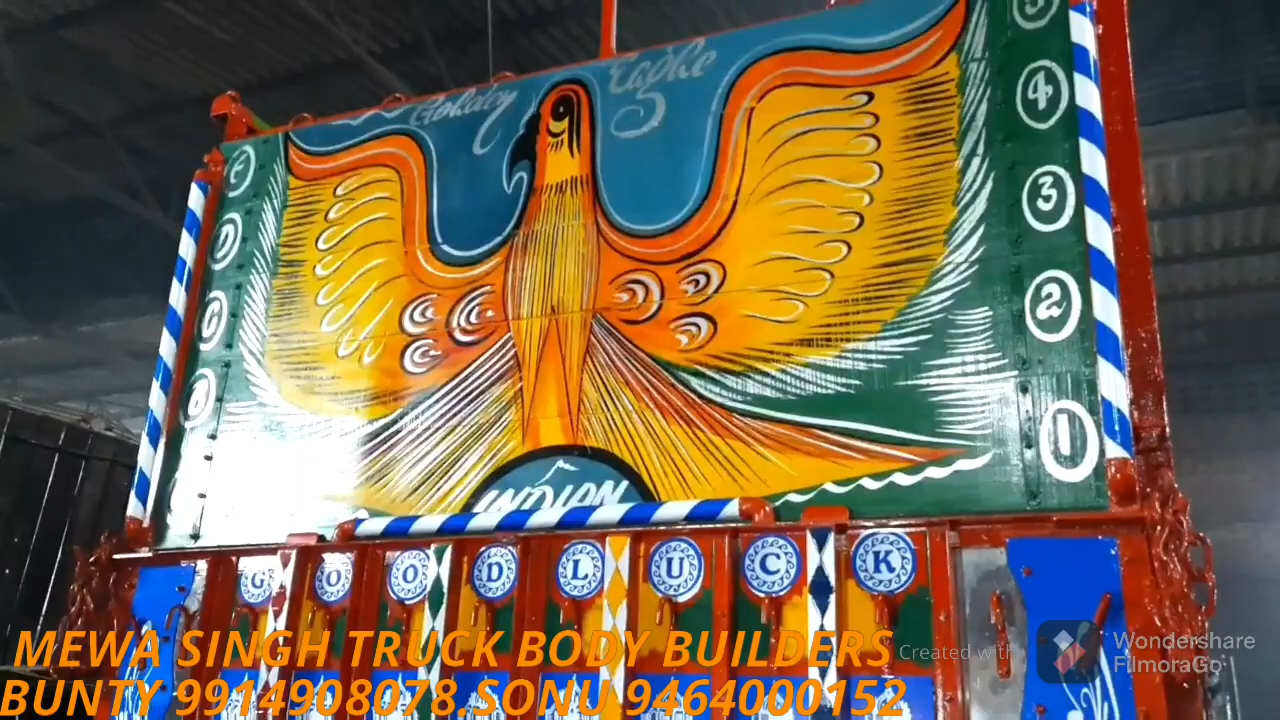 Golden Eagle
5
4
3
2
1
INDIAN
GOODLUCK
MEWA SINGH TRUCK BODY BUILDERS
BUNTY 9914908078.SONU 9464000152
Created with
Wondershare
FilmoraGo